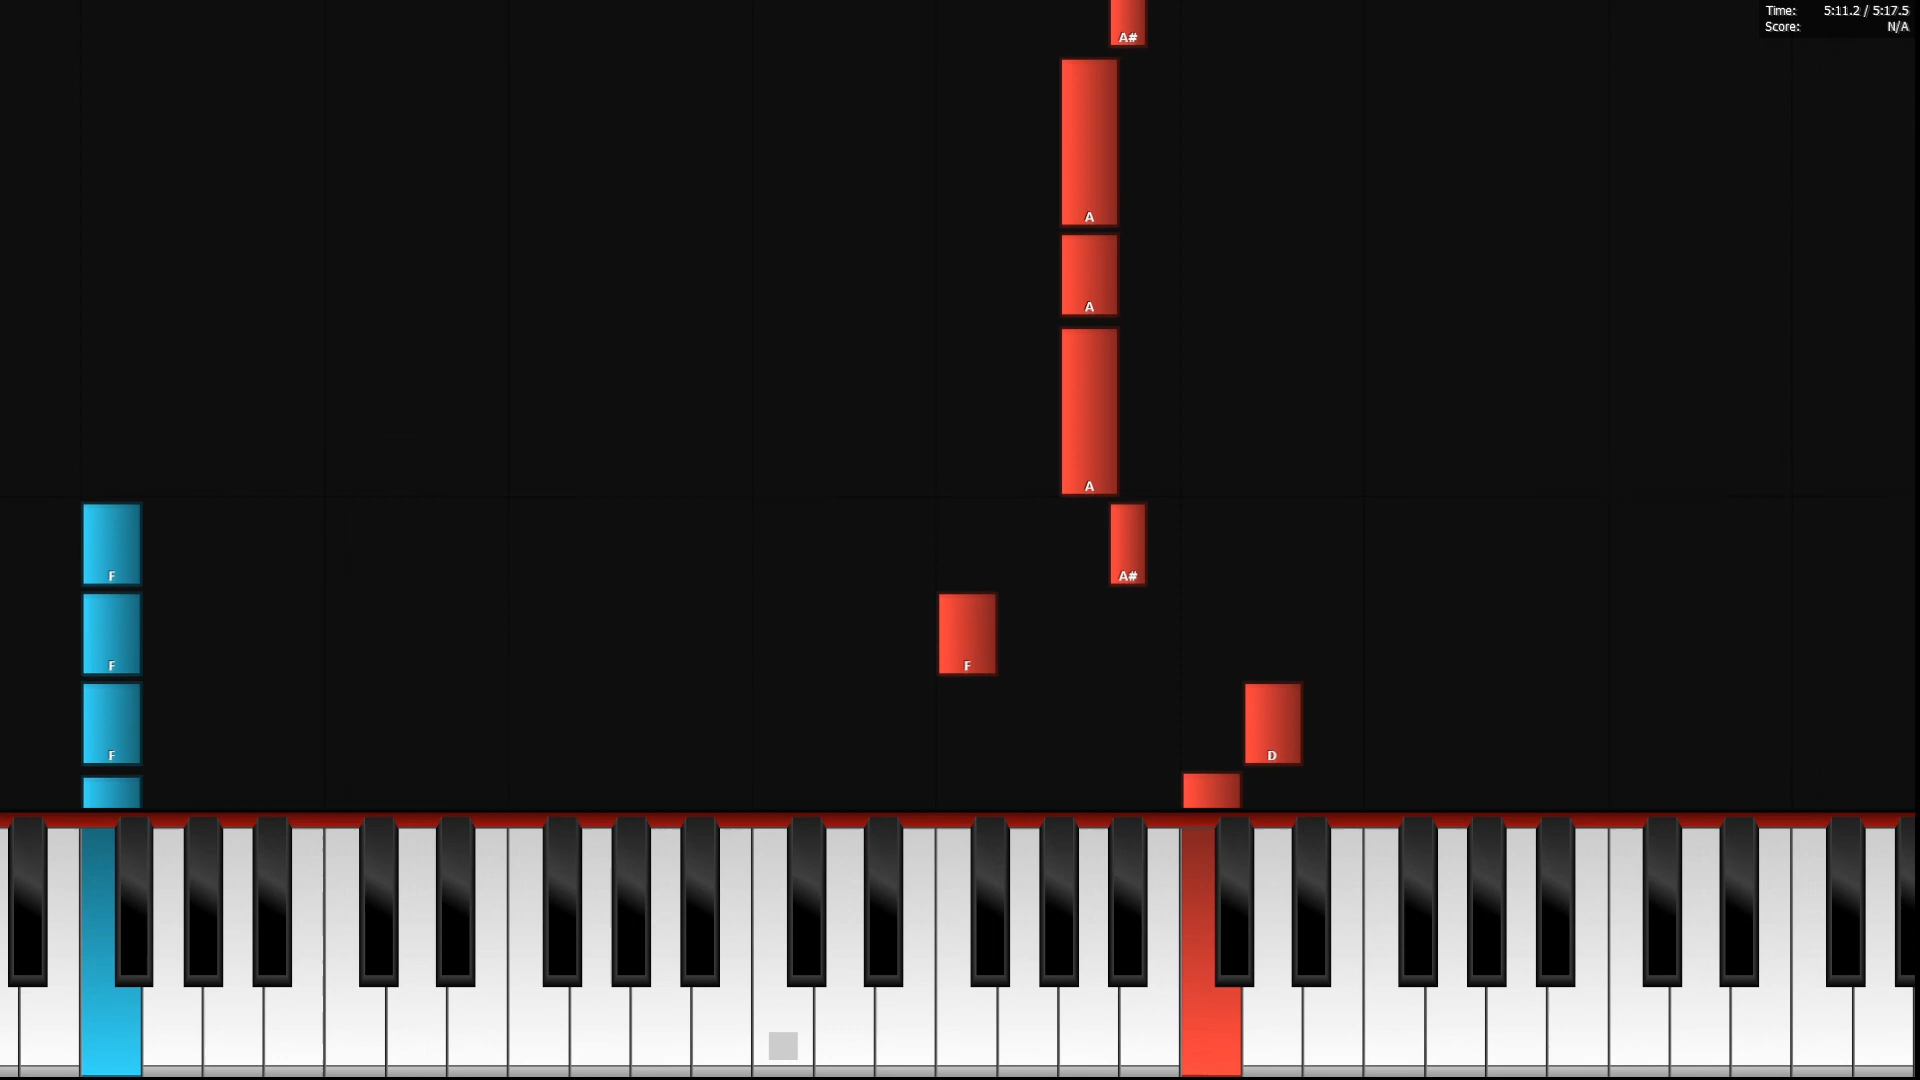 Time: 5:11.2 / 5:17.5
Score: N/A
A#
A
A
A
F A#
F F
F D